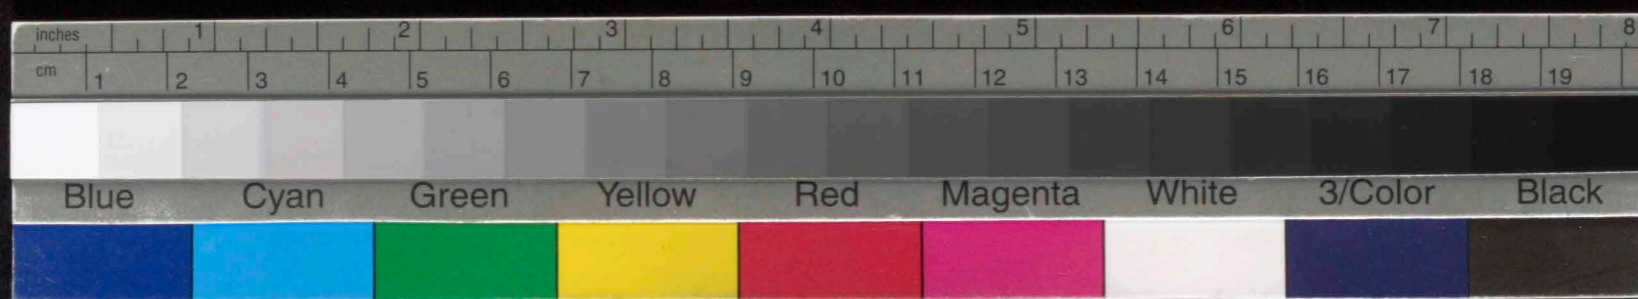 inches 1 2 3 4 5 6 7 8
cm 1 2 3 4 5 6 7 8 9 10 11 12 13 14 15 16 17 18 19
Blue Cyan Green Yellow Red Magenta White 3/Color Black